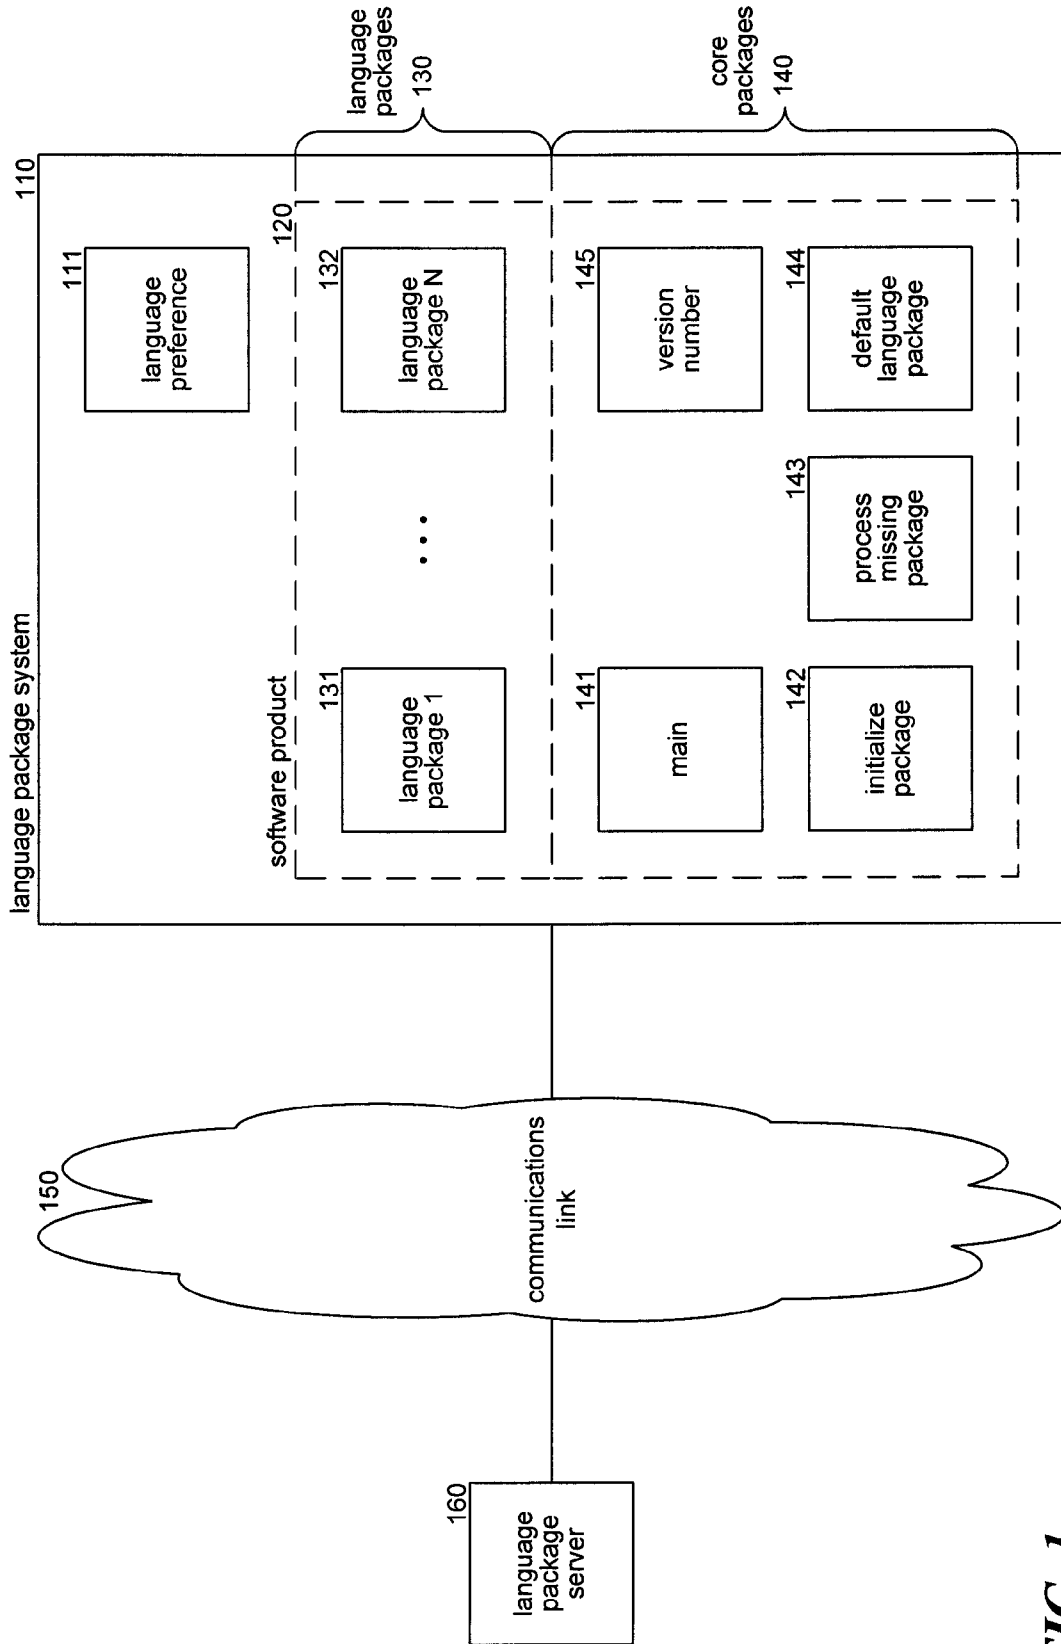 language package system
110
111
language
preference
software product
120
131
language
package 1
• • •
132
language
package N
language
packages
130
141
main
145
version
number
142
initialize
package
143
process
missing
package
144
default
language
package
core
packages
140
150
communications
link
160
language
package
server
FIG. 1